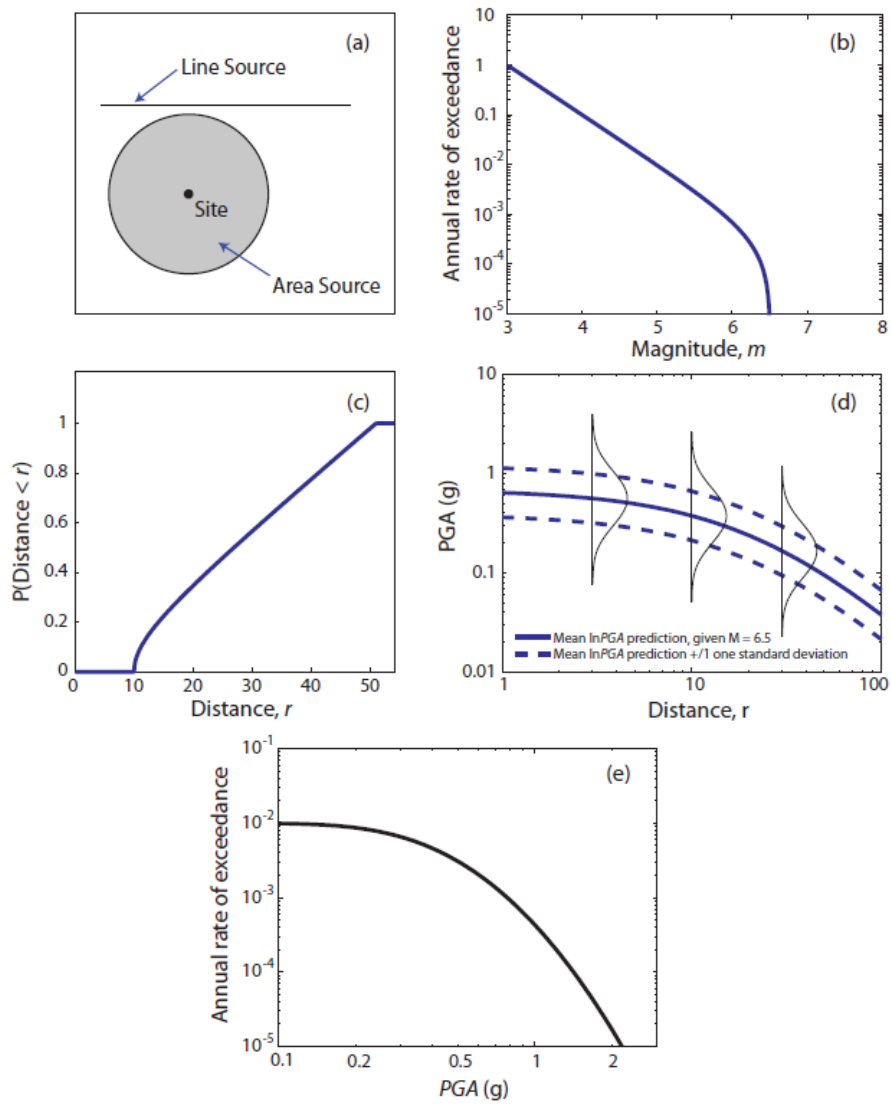 (a)
Line Source
Site
Area Source
(b)
Annual rate of exceedance
10
1
0.1
10-2
10-3
10-4
10-5
3 4 5 6 7 8
Magnitude, m
(c)
P(Distance < r)
1
0.8
0.6
0.4
0.2
0
0 10 20 30 40 50
Distance, r
(d)
PGA (g)
10
1
0.1
0.01
Mean lnPGA prediction, given M = 6.5
Mean lnPGA prediction +/1 one standard deviation
1 10 100
Distance, r
(e)
Annual rate of exceedance
10-1
10-2
10-3
10-4
10-5
0.1 0.2 0.5 1 2
PGA (g)